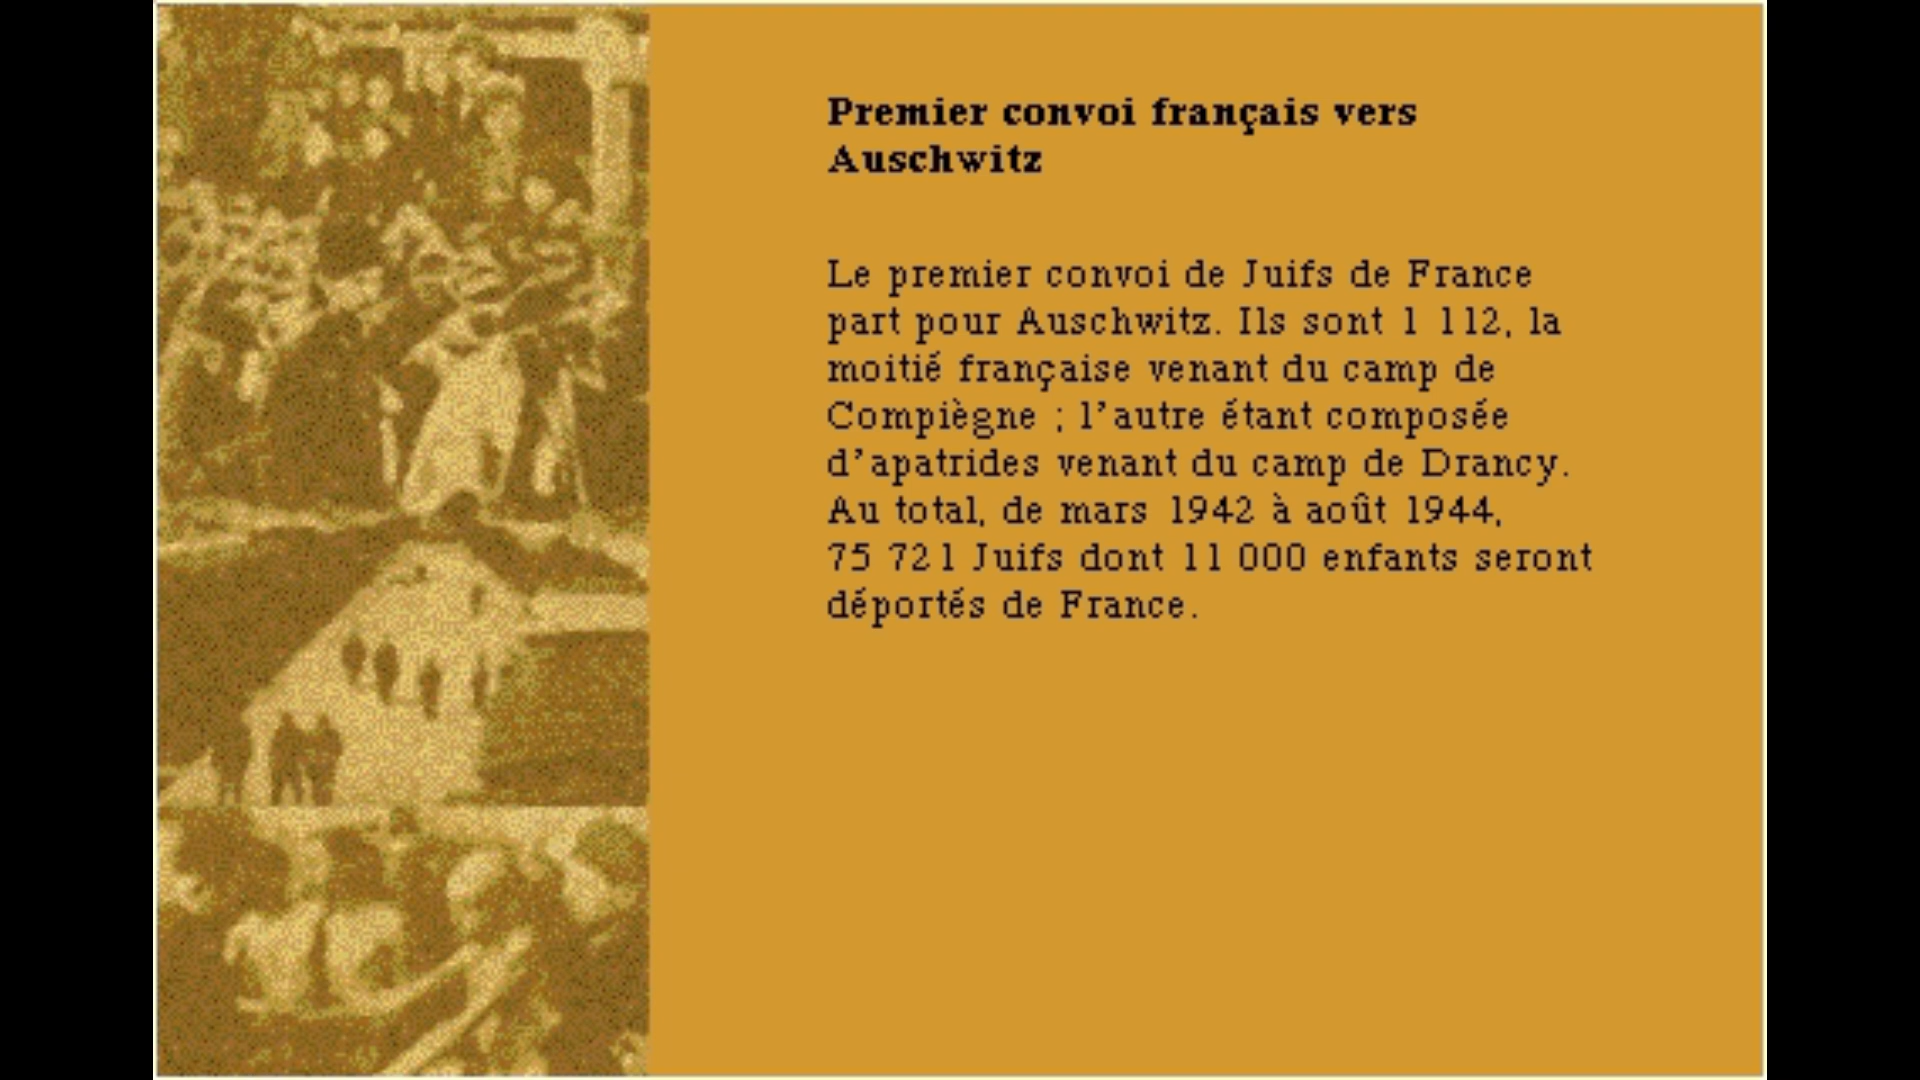 Premier convoi français vers
Auschwitz
Le premier convoi de Juifs de France
part pour Auschwitz. Ils sont 1 112, la
moitié française venant du camp de
Compiègne ; l’autre étant composée
d’apatrides venant du camp de Drancy.
Au total, de mars 1942 à août 1944,
75 721 Juifs dont 11 000 enfants seront
déportés de France.